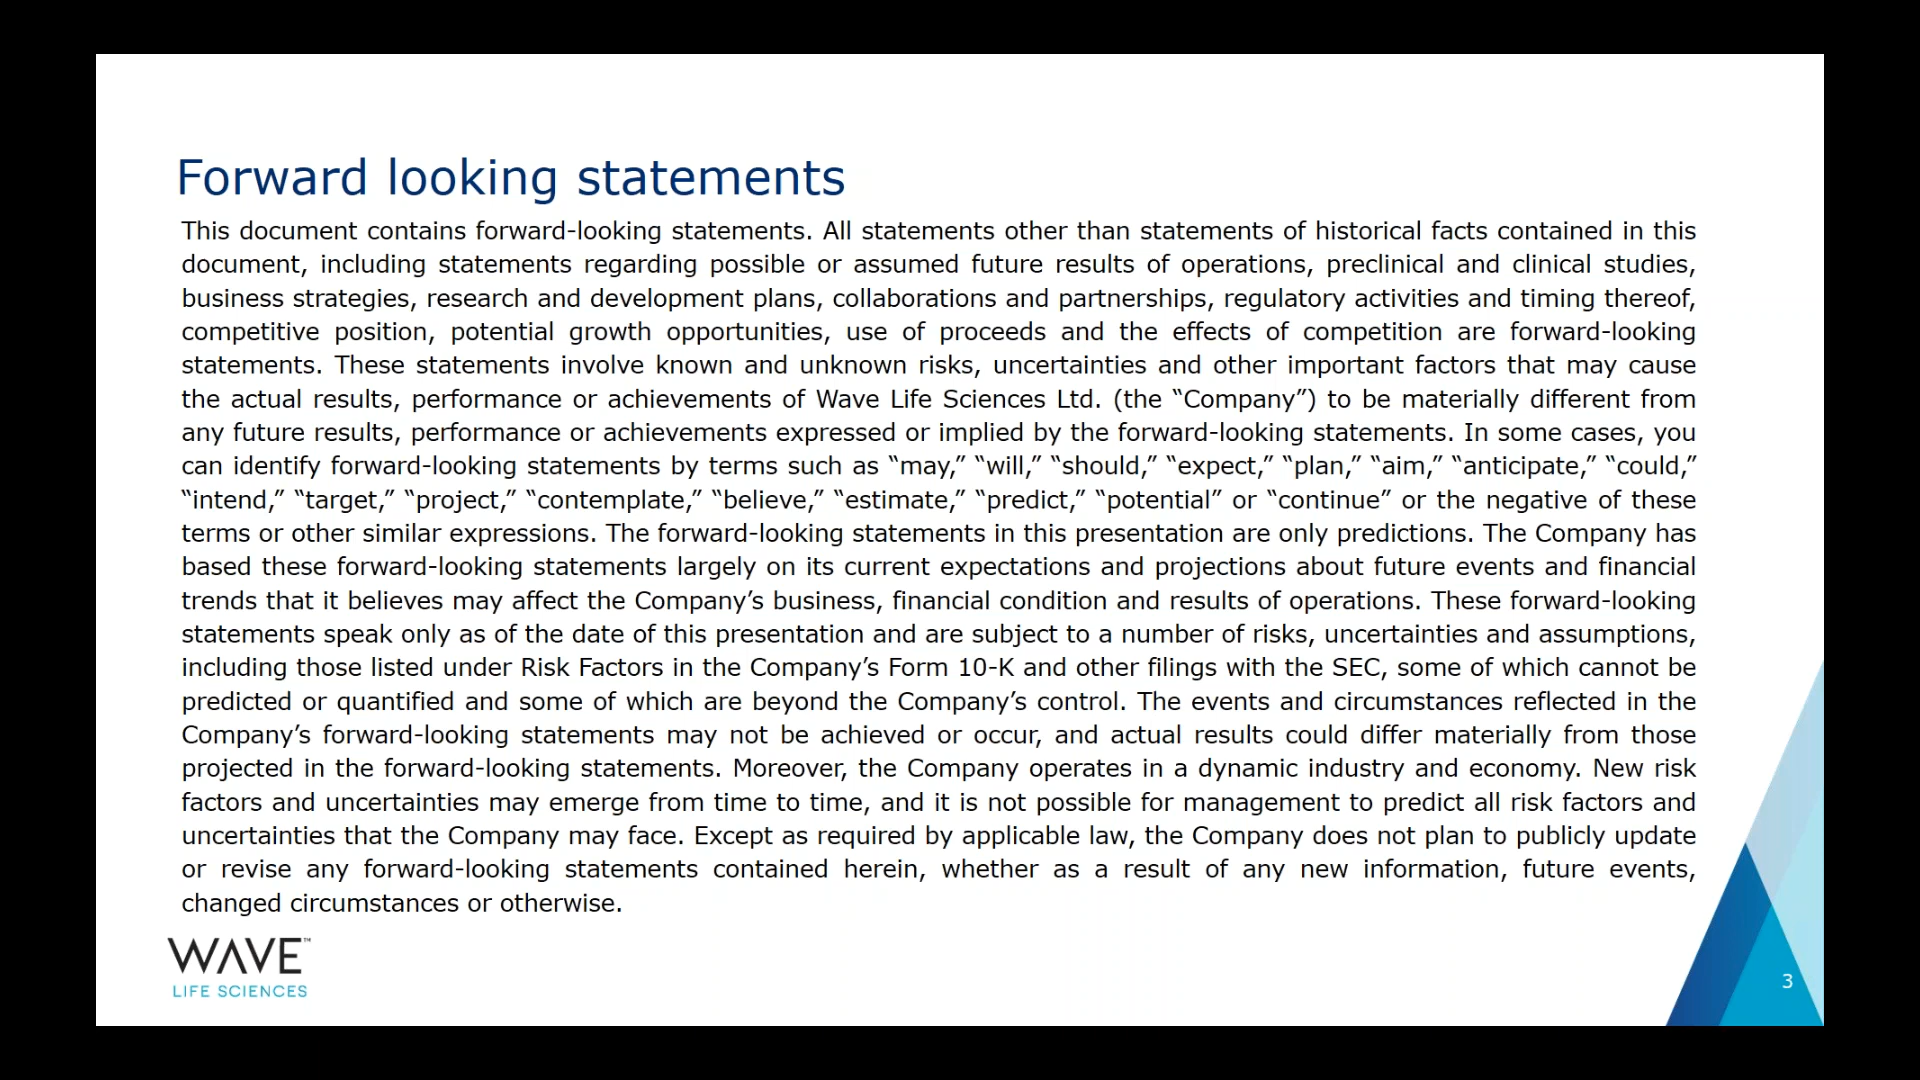 Forward looking statements
This document contains forward-looking statements. All statements other than statements of historical facts contained in this
document, including statements regarding possible or assumed future results of operations, preclinical and clinical studies,
business strategies, research and development plans, collaborations and partnerships, regulatory activities and timing thereof,
competitive position, potential growth opportunities, use of proceeds and the effects of competition are forward-looking
statements. These statements involve known and unknown risks, uncertainties and other important factors that may cause
the actual results, performance or achievements of Wave Life Sciences Ltd. (the “Company”) to be materially different from
any future results, performance or achievements expressed or implied by the forward-looking statements. In some cases, you
can identify forward-looking statements by terms such as “may,” “will,” “should,” “expect,” “plan,” “aim,” “anticipate,” “could,”
“intend,” “target,” “project,” “contemplate,” “believe,” “estimate,” “predict,” “potential” or “continue” or the negative of these
terms or other similar expressions. The forward-looking statements in this presentation are only predictions. The Company has
based these forward-looking statements largely on its current expectations and projections about future events and financial
trends that it believes may affect the Company’s business, financial condition and results of operations. These forward-looking
statements speak only as of the date of this presentation and are subject to a number of risks, uncertainties and assumptions,
including those listed under Risk Factors in the Company’s Form 10-K and other filings with the SEC, some of which cannot be
predicted or quantified and some of which are beyond the Company’s control. The events and circumstances reflected in the
Company’s forward-looking statements may not be achieved or occur, and actual results could differ materially from those
projected in the forward-looking statements. Moreover, the Company operates in a dynamic industry and economy. New risk
factors and uncertainties may emerge from time to time, and it is not possible for management to predict all risk factors and
uncertainties that the Company may face. Except as required by applicable law, the Company does not plan to publicly update
or revise any forward-looking statements contained herein, whether as a result of any new information, future events,
changed circumstances or otherwise.
WAVE™
LIFE SCIENCES
3